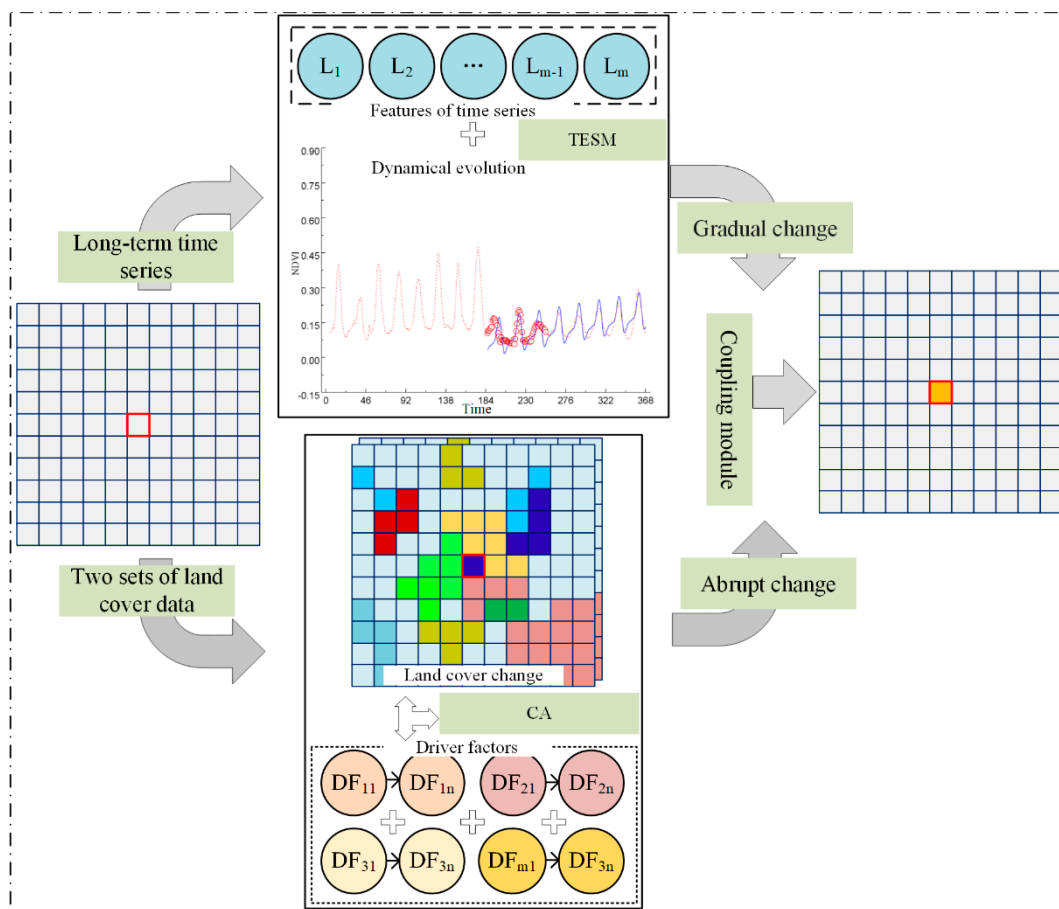 L1 L2 ... Lm-1 Lm
Features of time series
TESM
Dynamical evolution
0.90
0.75
0.60
0.45
0.30
0.15
0.00
-0.15
NDVI
0 46 92 138 184 230 276 322 368
Time
Long-term time
series
Gradual change
Coupling module
Two sets of land
cover data
Abrupt change
Land cover change
CA
Driver factors
DF11 DF1n DF21 DF2n
DF31 DF3n DFm1 DF3n